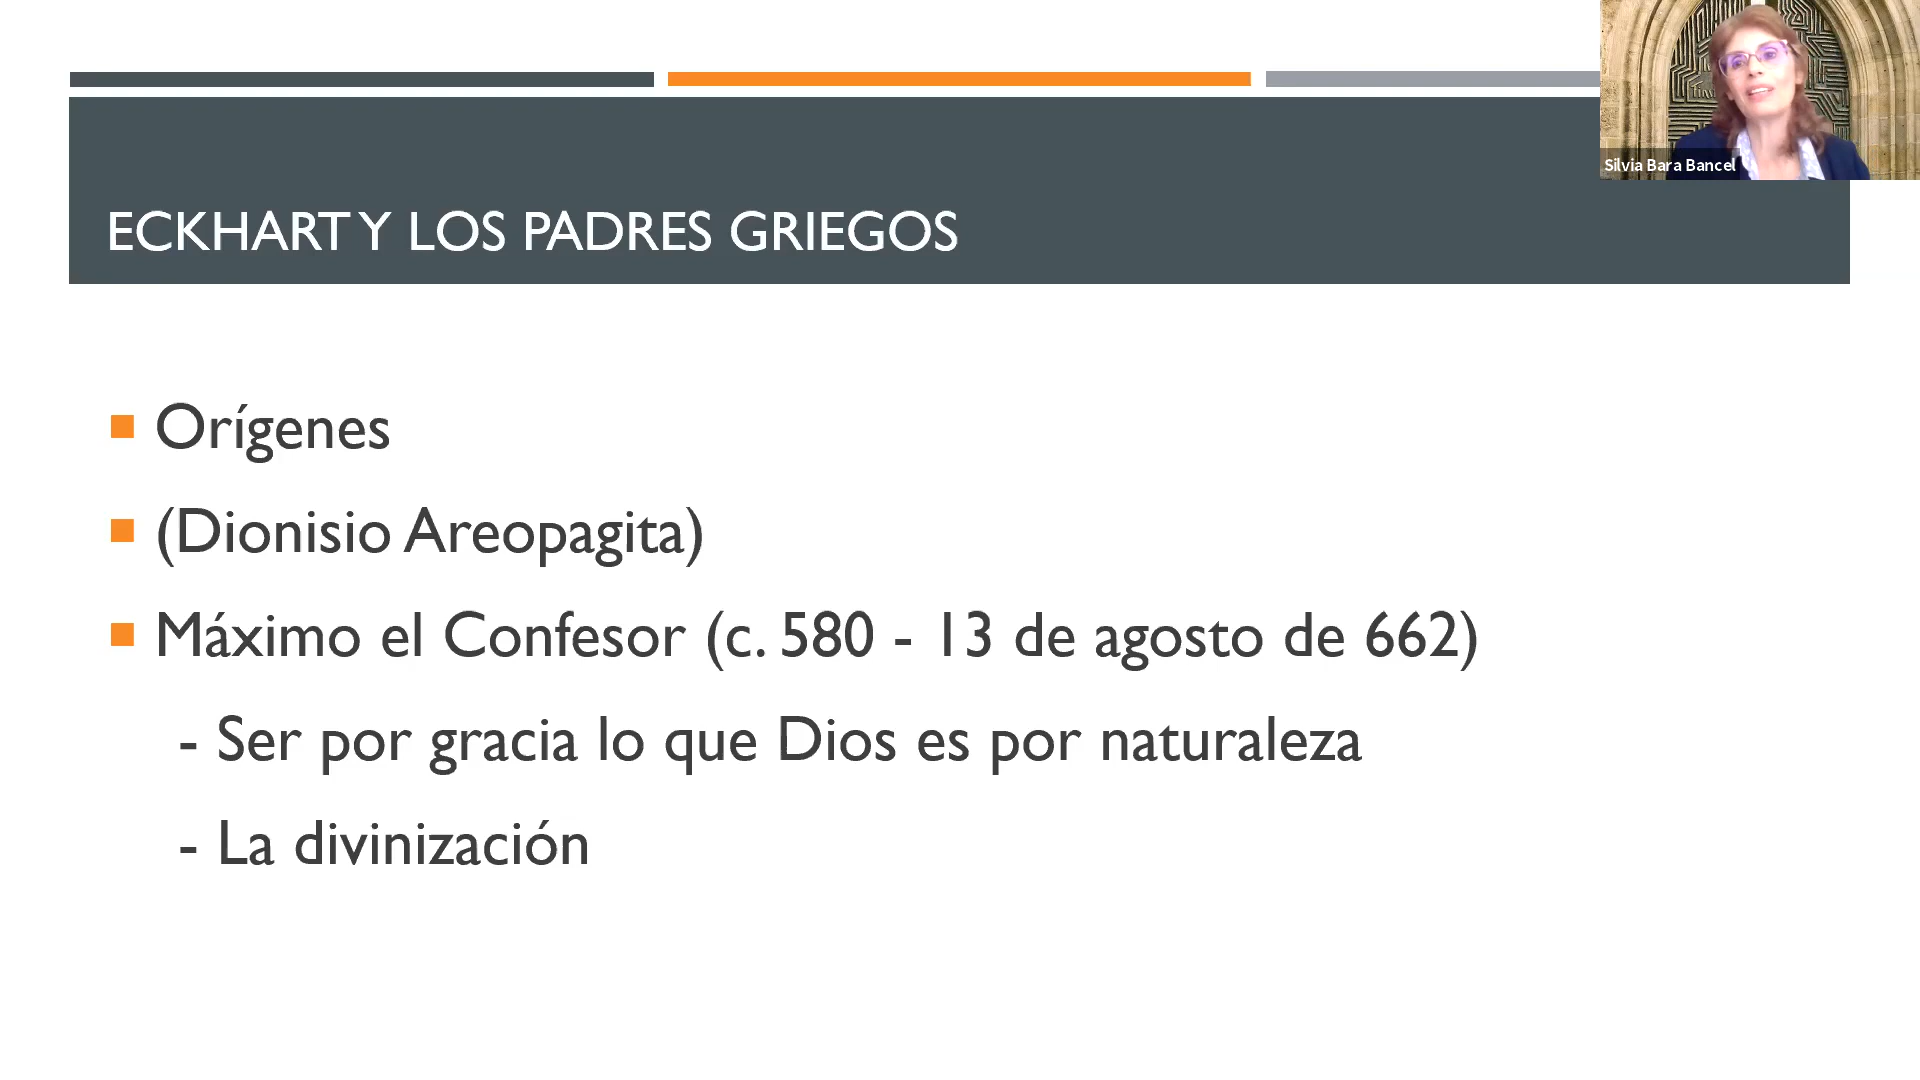 Silvia Bara Bancel
ECKHART Y LOS PADRES GRIEGOS
Orígenes
(Dionisio Areopagita)
Máximo el Confesor (c. 580 - 13 de agosto de 662)
- Ser por gracia lo que Dios es por naturaleza
- La divinización